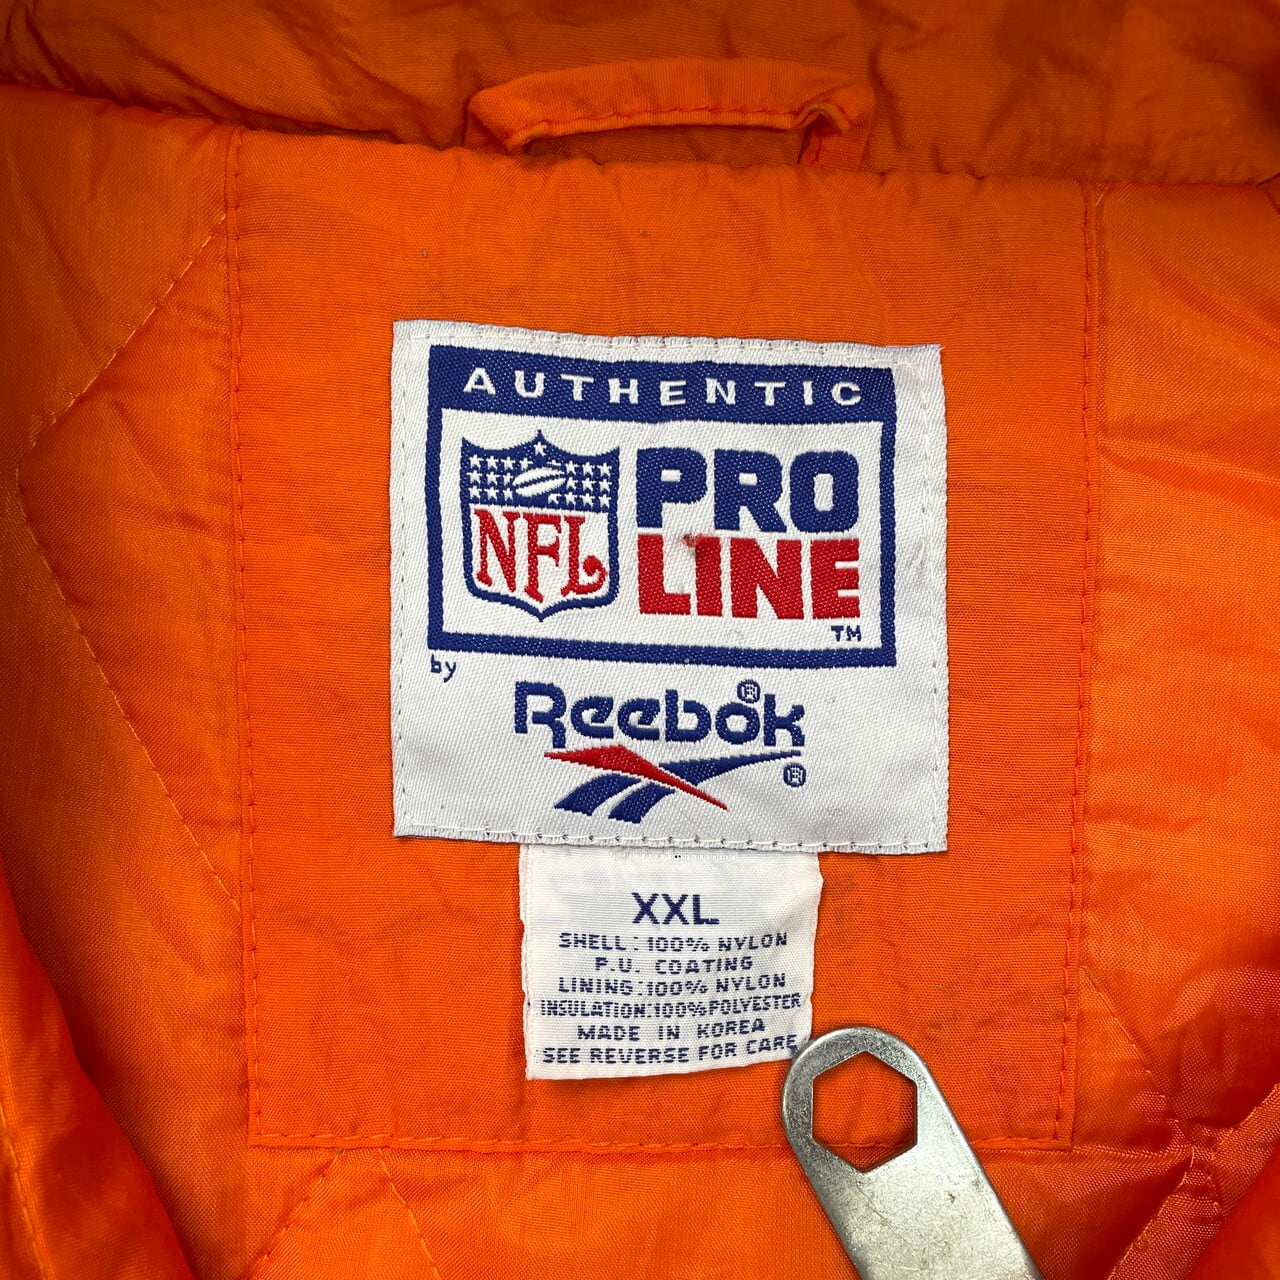 AUTHENTIC
NFL
PRO
LINE
TM
by
Reebok®
®
XXL
SHELL: 100% NYLON
P.U. COATING
LINING:100% NYLON
INSULATION:100%POLYESTER
MADE IN KOREA
SEE REVERSE FOR CARE